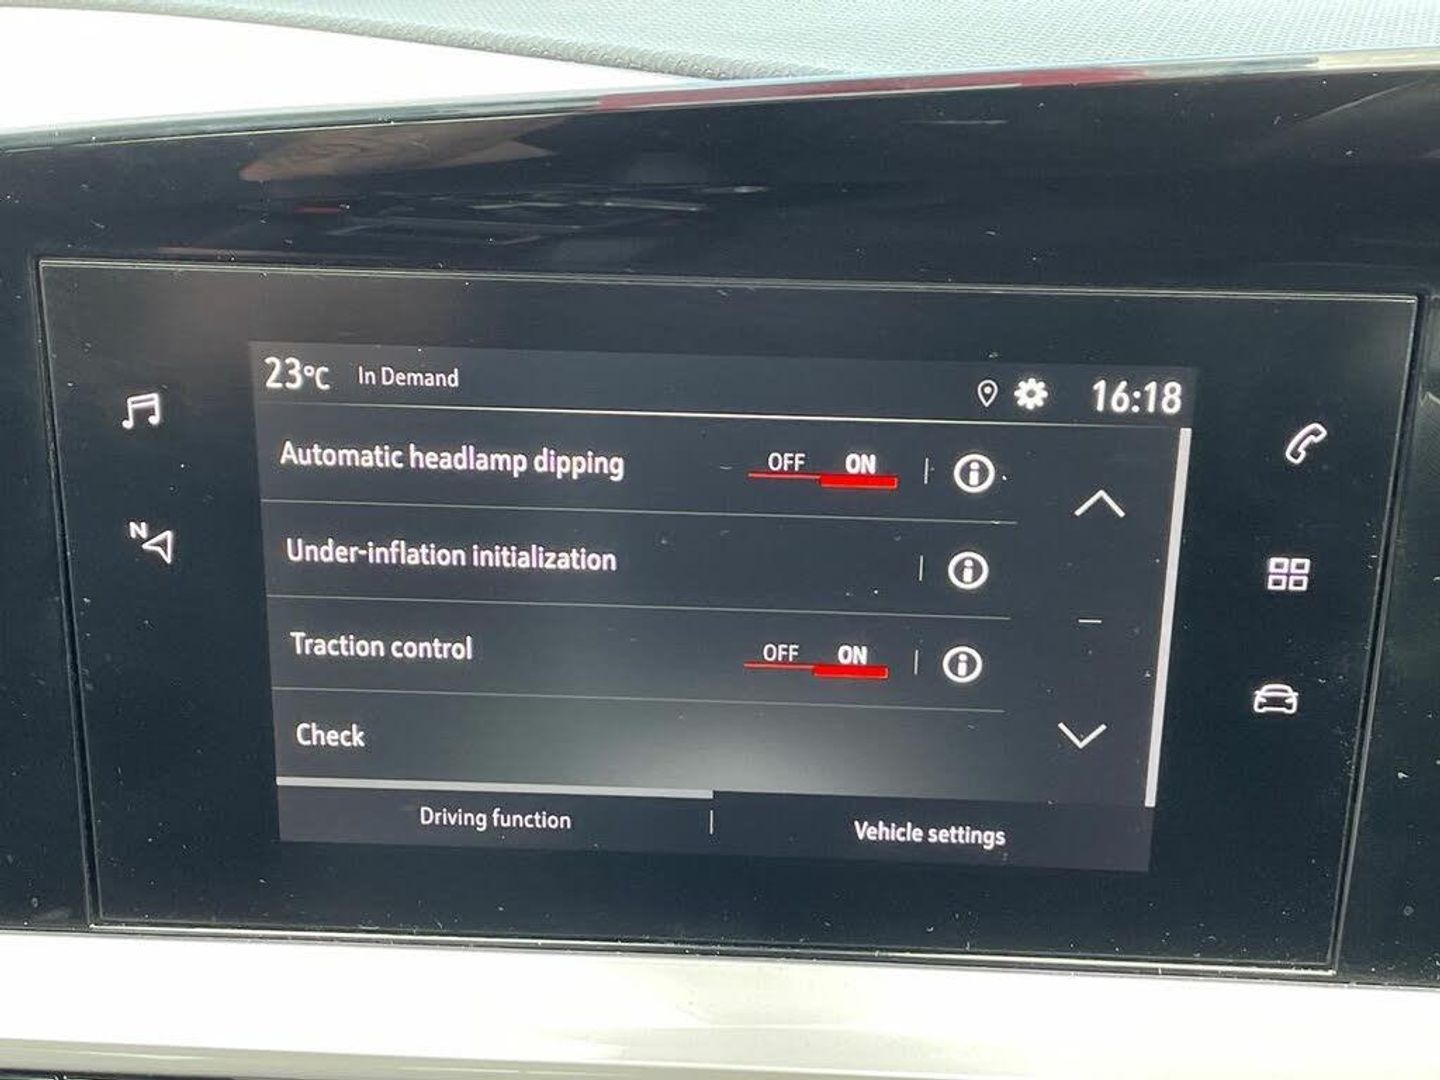 23°C In Demand 16:18
Automatic headlamp dipping OFF ON
Under-inflation initialization
Traction control OFF ON
Check
Driving function | Vehicle settings
N